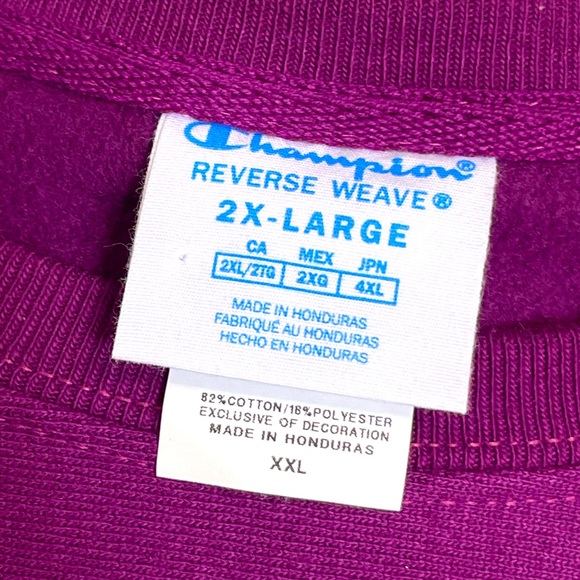 Champion®
REVERSE WEAVE®
2X-LARGE
CA MEX JPN
2XL/2TG 2XG 4XL
MADE IN HONDURAS
FABRIQUÉ AU HONDURAS
HECHO EN HONDURAS
82%COTTON/18%POLYESTER
EXCLUSIVE OF DECORATION
MADE IN HONDURAS
XXL